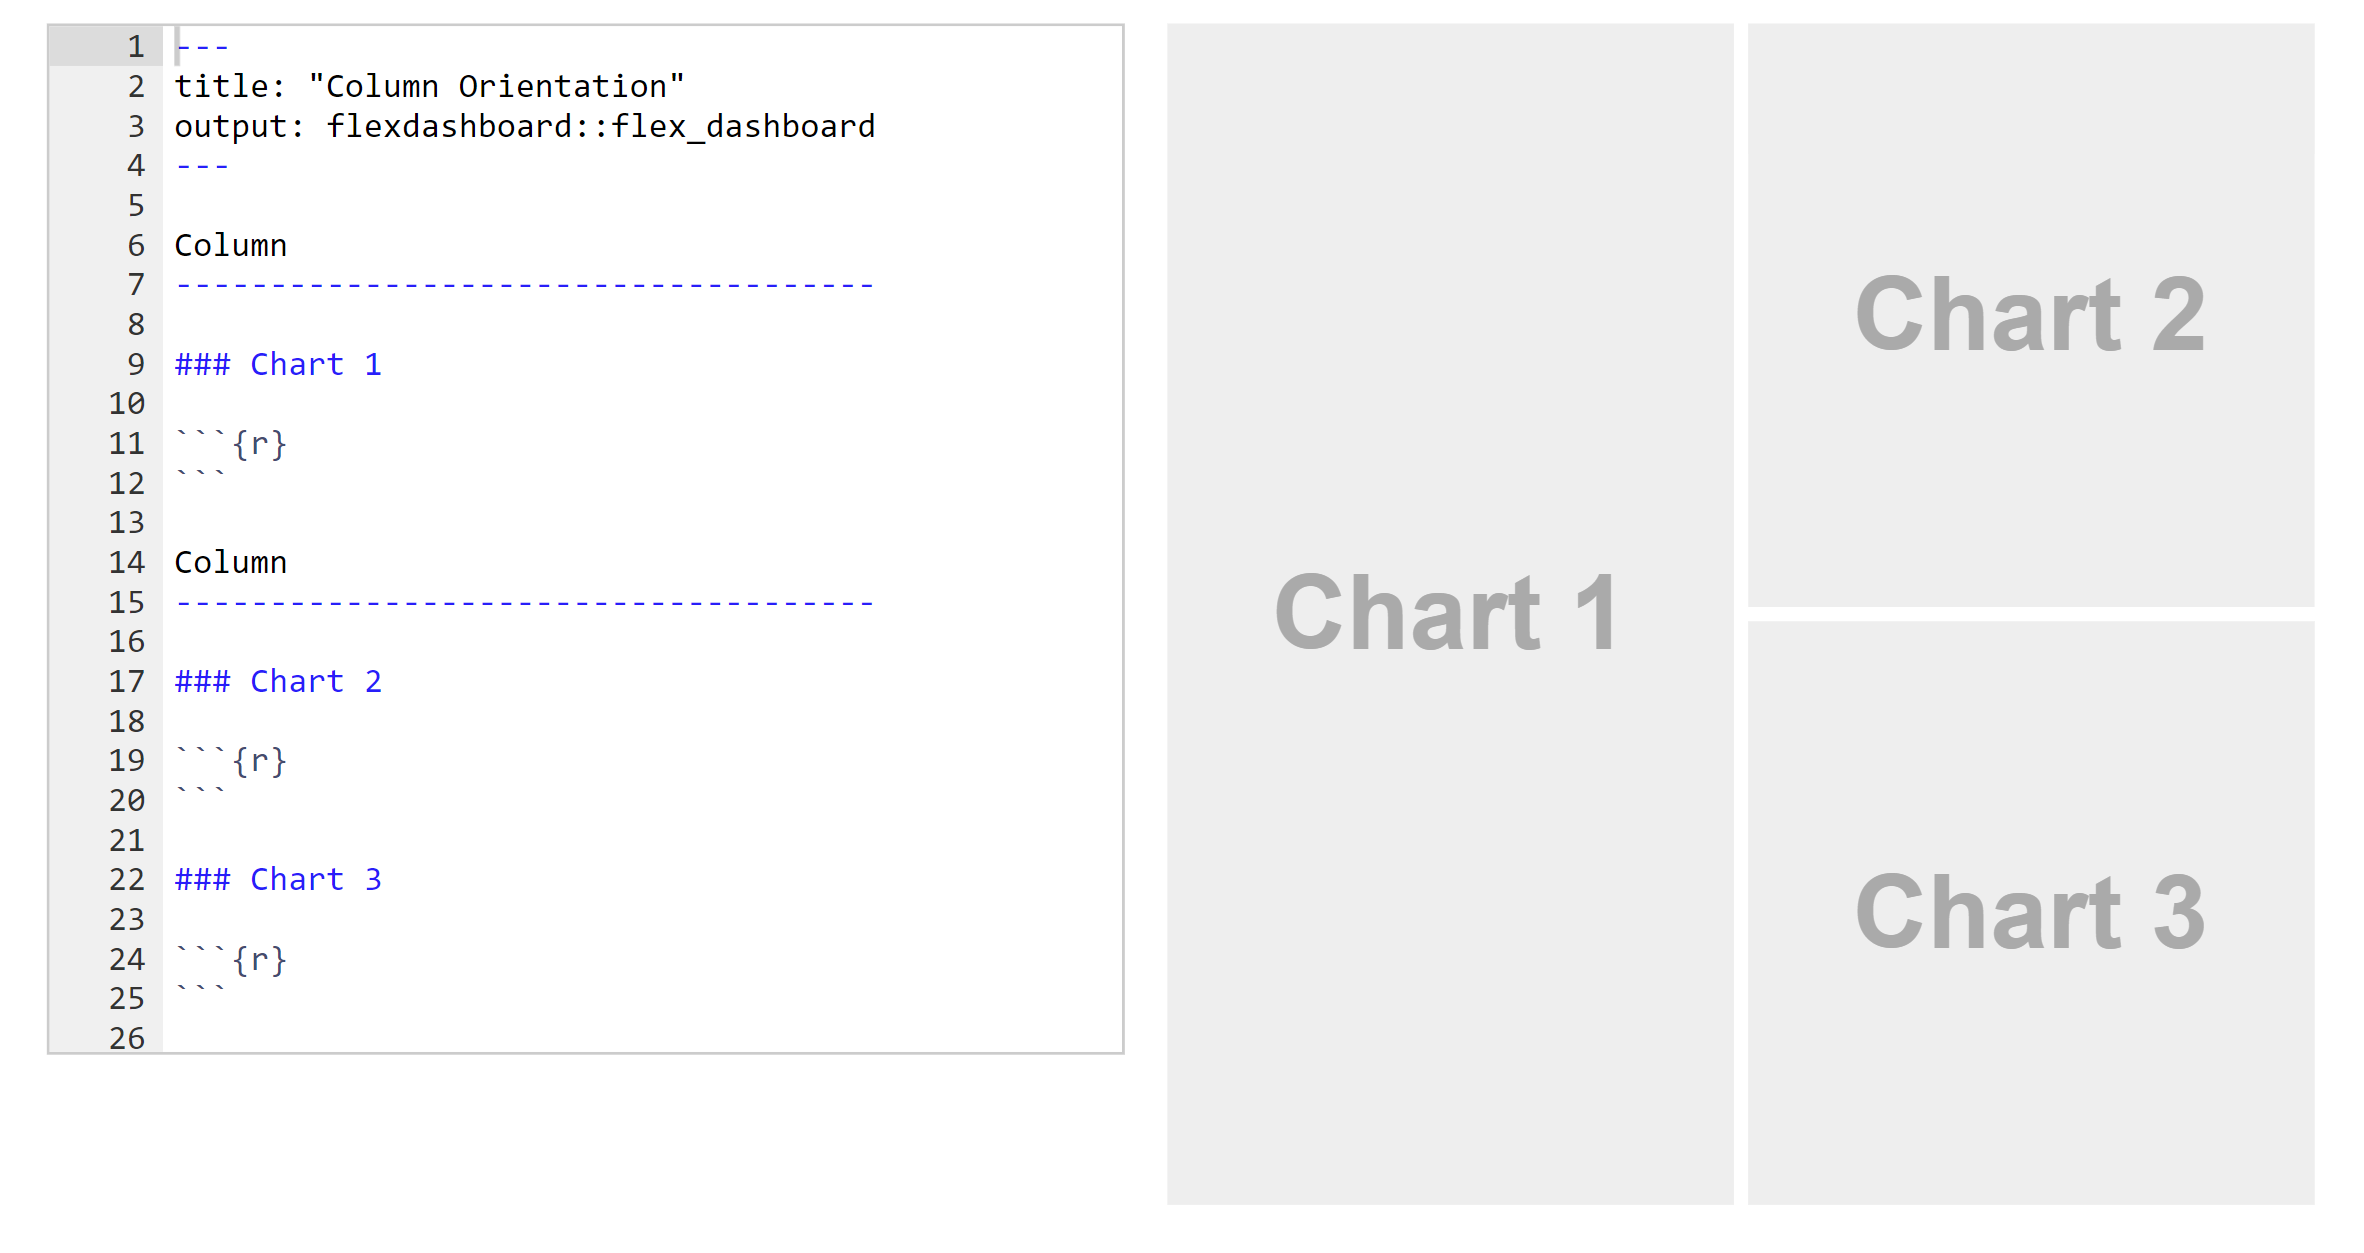 1 ---
2 title: "Column Orientation"
3 output: flexdashboard::flex_dashboard
4 ---
5
6 Column
7 -------------------------------------
8
9 ### Chart 1
10
11 ```{r}
12 ```
13
14 Column
15 -------------------------------------
16
17 ### Chart 2
18
19 ```{r}
20 ```
21
22 ### Chart 3
23
24 ```{r}
25 ```
26
Chart 1
Chart 2
Chart 3